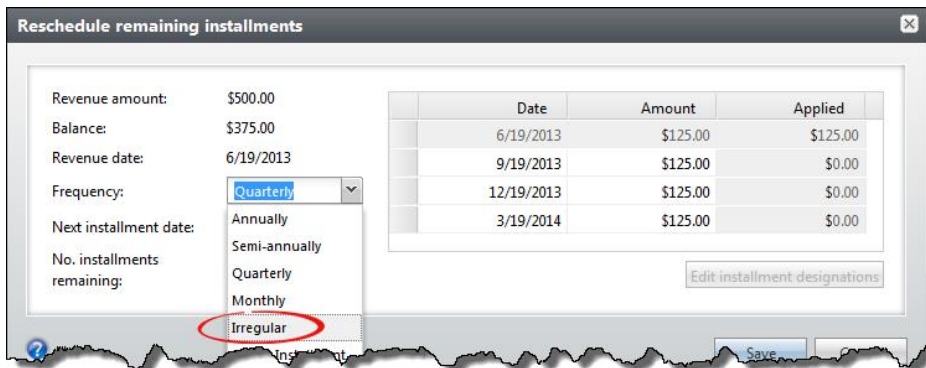 Reschedule remaining installments
Revenue amount: $500.00
Balance: $375.00
Revenue date: 6/19/2013
Frequency: Quarterly
Next installment date:
No. installments
remaining:
Annually
Semi-annually
Quarterly
Monthly
Irregular
Date Amount Applied
6/19/2013 $125.00 $125.00
9/19/2013 $125.00 $0.00
12/19/2013 $125.00 $0.00
3/19/2014 $125.00 $0.00
Edit installment designations
Save